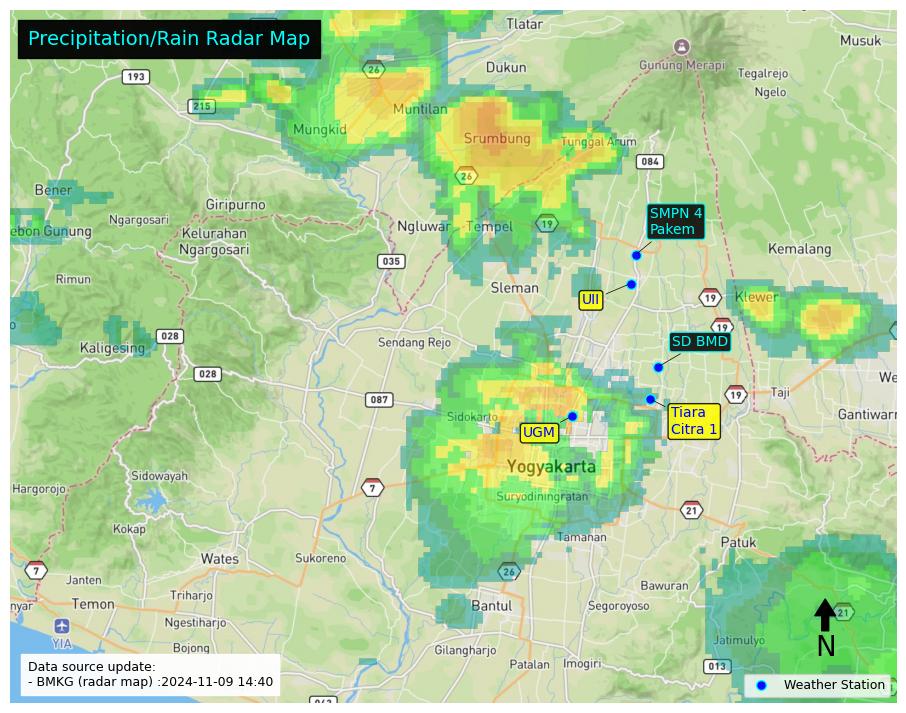 Precipitation/Rain Radar Map
Tlatar
Musuk
26
Dukun
Gunung Merapi
193
Tegalrejo
Ngelo
215
Muntilan
Mungkid
Srumbung
Tunggal Arum
084
26
Bener
Giripurno
SMPN 4
Pakem
Ngargosari
Ngluwar
Tempel
19
ebon Gunung
Kelurahan
Ngargosari
Kemalang
035
Rimun
Sleman
UII
19
Klewer
19
028
Kaligesing
Sendang Rejo
SD BMD
028
We
087
19
Taji
Sidokarto
UGM
Tiara
Citra 1
Gantiwarn
Yogyakarta
Sidowayah
Hargorojo
7
Suryodiningratan
21
Kokap
Tamanan
Patuk
Wates
Sukoreno
26
7
Janten
Bawuran
Triharjo
nyar
Temon
Bantul
Segoroyoso
21
Ngestiharjo
YIA
N
Jatimulyo
Bojong
Gilangharjo
Data source update:
- BMKG (radar map) :2024-11-09 14:40
Patalan
Imogiri
013
Weather Station